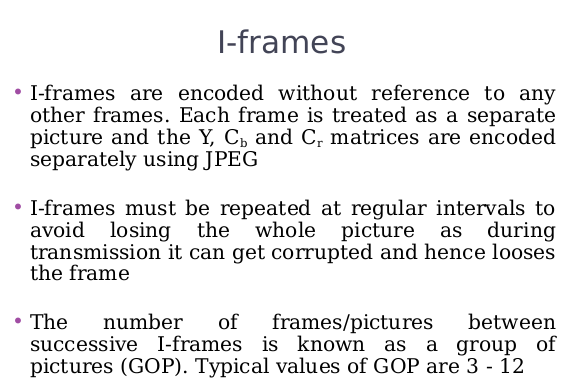 I-frames
• I-frames are encoded without reference to any
other frames. Each frame is treated as a separate
picture and the Y, Cb and Cr matrices are encoded
separately using JPEG
• I-frames must be repeated at regular intervals to
avoid losing the whole picture as during
transmission it can get corrupted and hence looses
the frame
• The number of frames/pictures between
successive I-frames is known as a group of
pictures (GOP). Typical values of GOP are 3 - 12